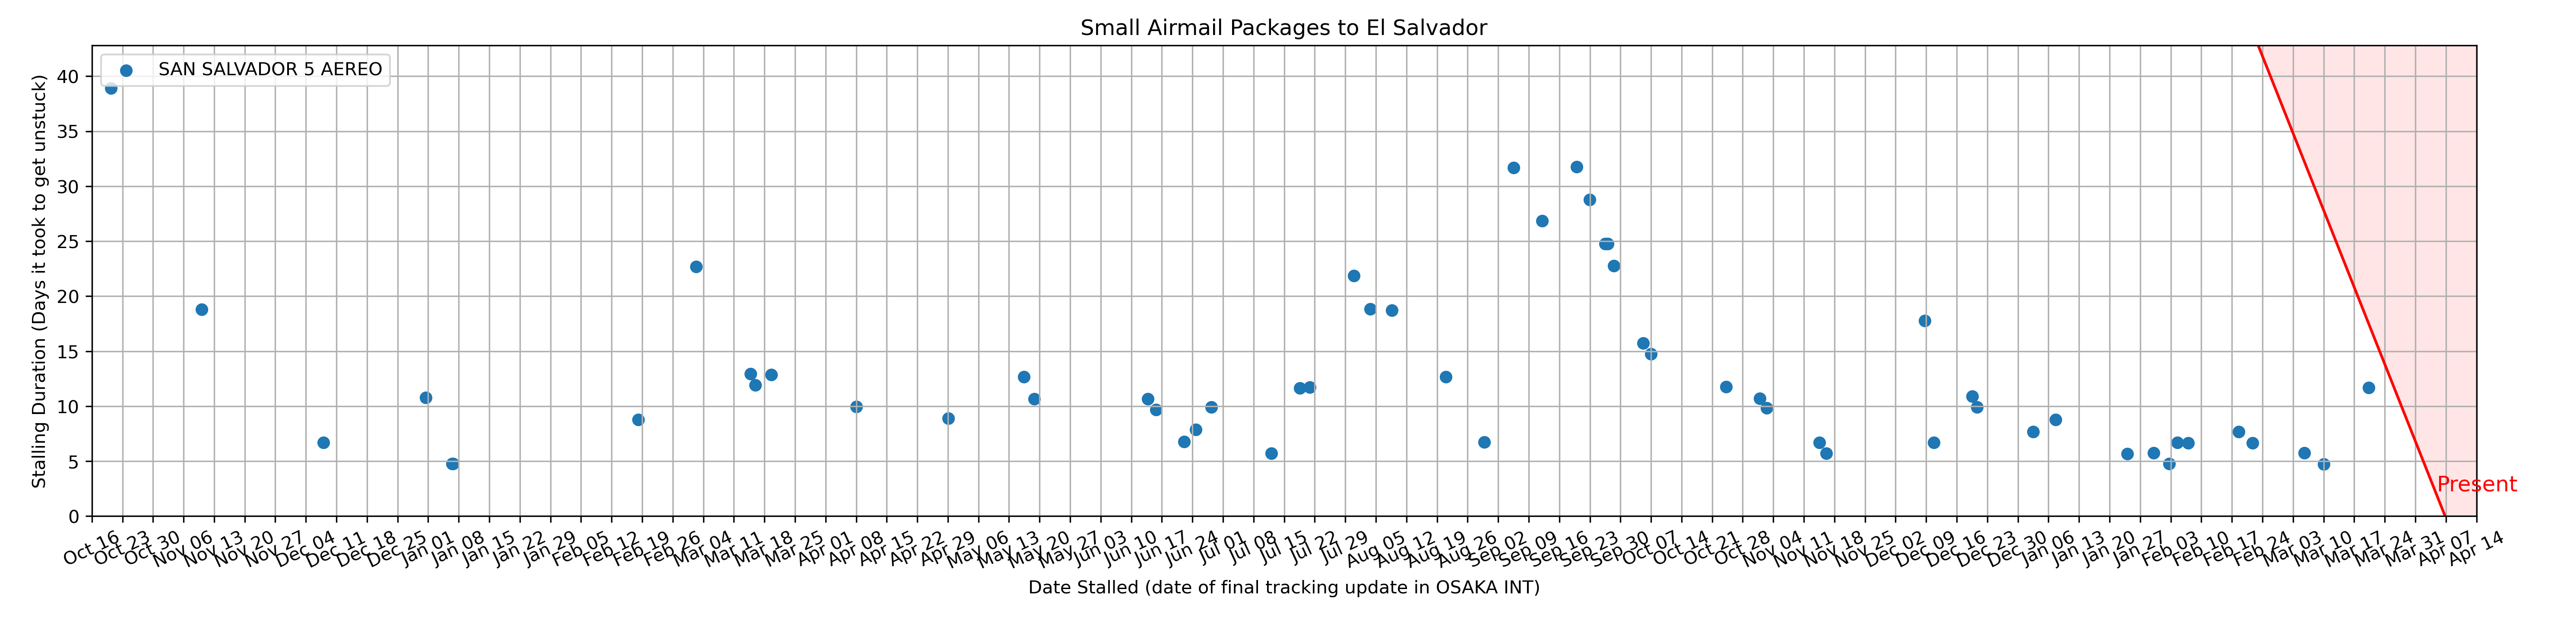 Small Airmail Packages to El Salvador
SAN SALVADOR 5 AEREO
Stalling Duration (Days it took to get unstuck)
40
35
30
25
20
15
10
5
0
Present
Oct 16 Oct 23 Oct 30 Nov 06 Nov 13 Nov 20 Nov 27 Dec 04 Dec 11 Dec 18 Dec 25 Jan 01 Jan 08 Jan 15 Jan 22 Jan 29 Feb 05 Feb 12 Feb 19 Feb 26 Mar 04 Mar 11 Mar 18 Mar 25 Apr 01 Apr 08 Apr 15 Apr 22 Apr 29 May 06 May 13 May 20 May 27 Jun 03 Jun 10 Jun 17 Jun 24 Jul 01 Jul 08 Jul 15 Jul 22 Jul 29 Aug 05 Aug 12 Aug 19 Aug 26 Sep 02 Sep 09 Sep 16 Sep 23 Sep 30 Oct 07 Oct 14 Oct 21 Oct 28 Nov 04 Nov 11 Nov 18 Nov 25 Dec 02 Dec 09 Dec 16 Dec 23 Dec 30 Jan 06 Jan 13 Jan 20 Jan 27 Feb 03 Feb 10 Feb 17 Feb 24 Mar 03 Mar 10 Mar 17 Mar 24 Mar 31 Apr 07 Apr 14
Date Stalled (date of final tracking update in OSAKA INT)